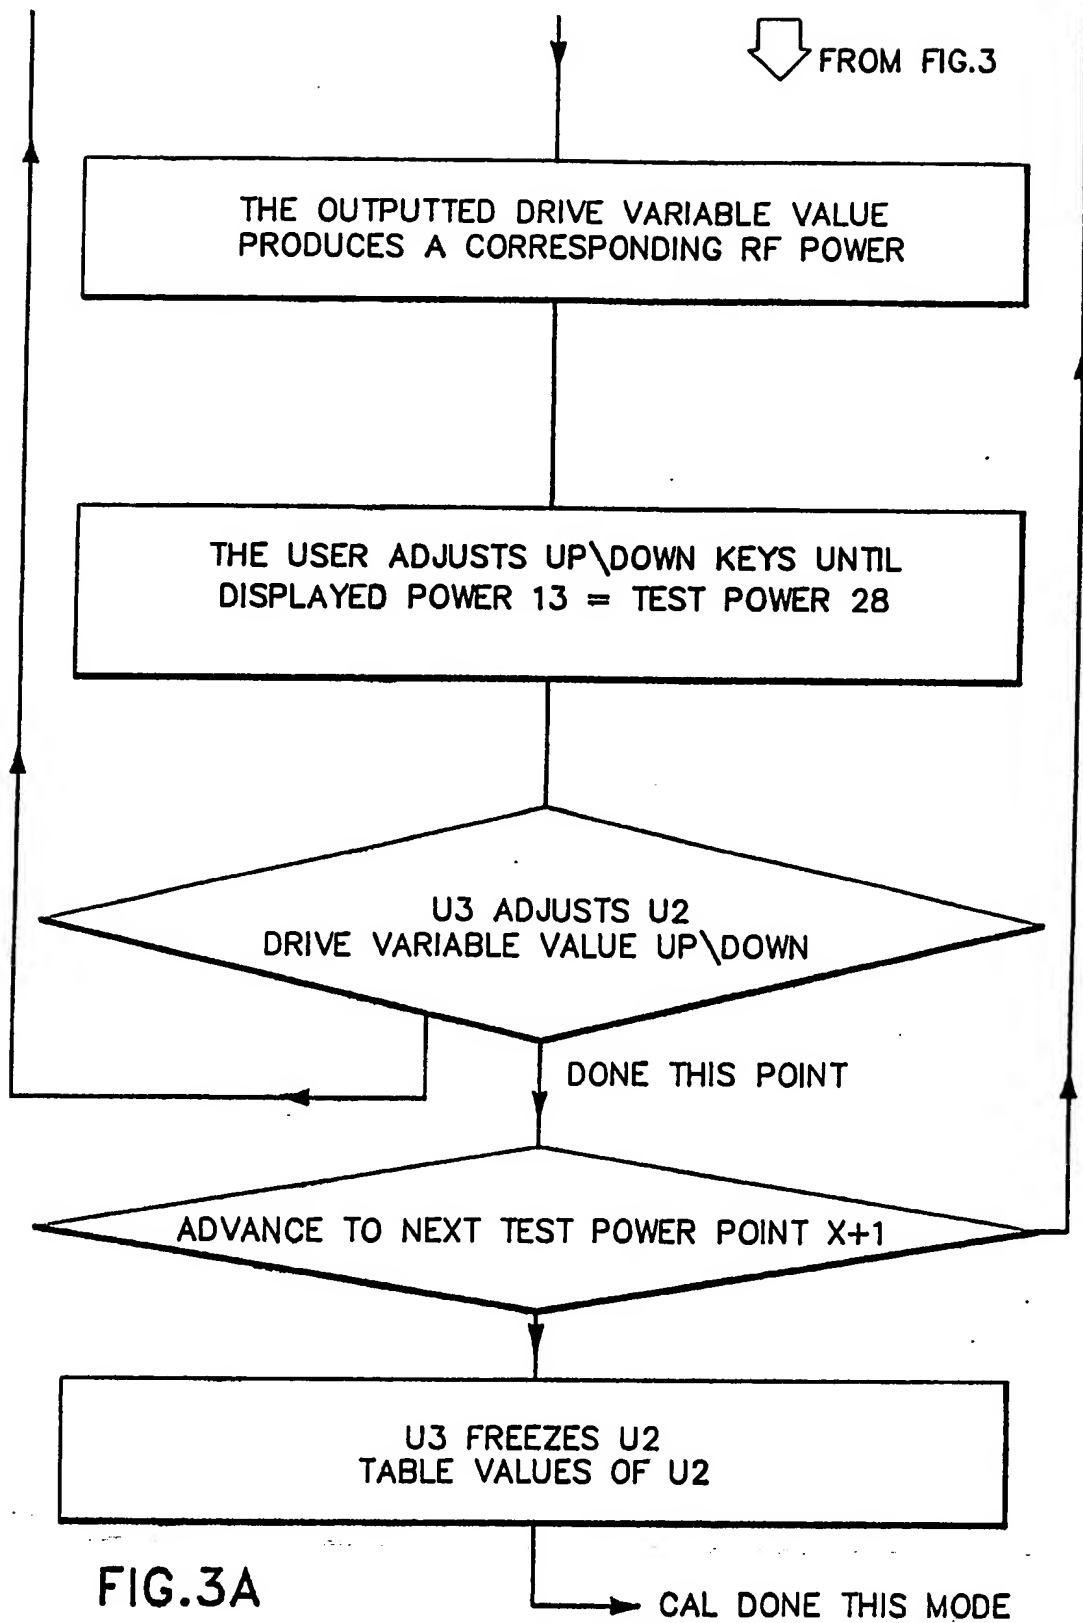 FROM FIG.3
THE OUTPUTTED DRIVE VARIABLE VALUE
PRODUCES A CORRESPONDING RF POWER
THE USER ADJUSTS UP\DOWN KEYS UNTIL
DISPLAYED POWER 13 = TEST POWER 28
U3 ADJUSTS U2
DRIVE VARIABLE VALUE UP\DOWN
DONE THIS POINT
ADVANCE TO NEXT TEST POWER POINT X+1
U3 FREEZES U2
TABLE VALUES OF U2
FIG.3A
CAL DONE THIS MODE